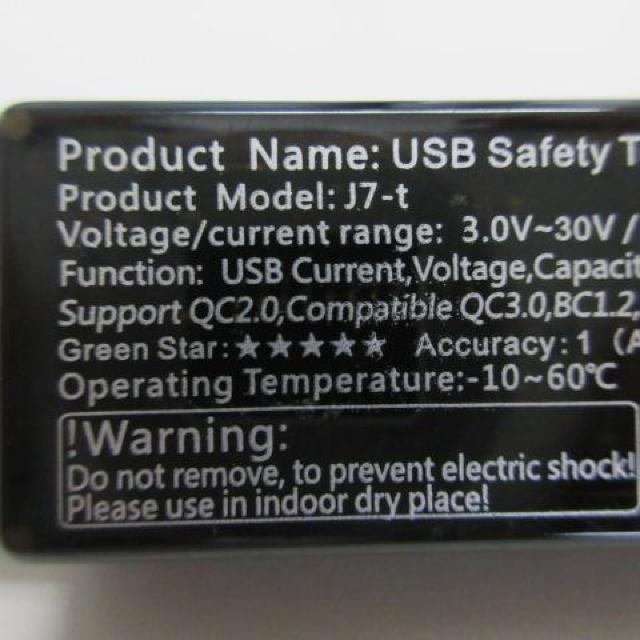 Product Name: USB Safety T
Product Model: J7-t
Voltage/current range: 3.0V~30V /
Function: USB Current,Voltage,Capacit
Support QC2.0,Compatible QC3.0,BC1.2,
Green Star:★★★★★ Accuracy:1 (A
Operating Temperature:-10~60℃
!Warning:
Do not remove, to prevent electric shock!
Please use in indoor dry place!